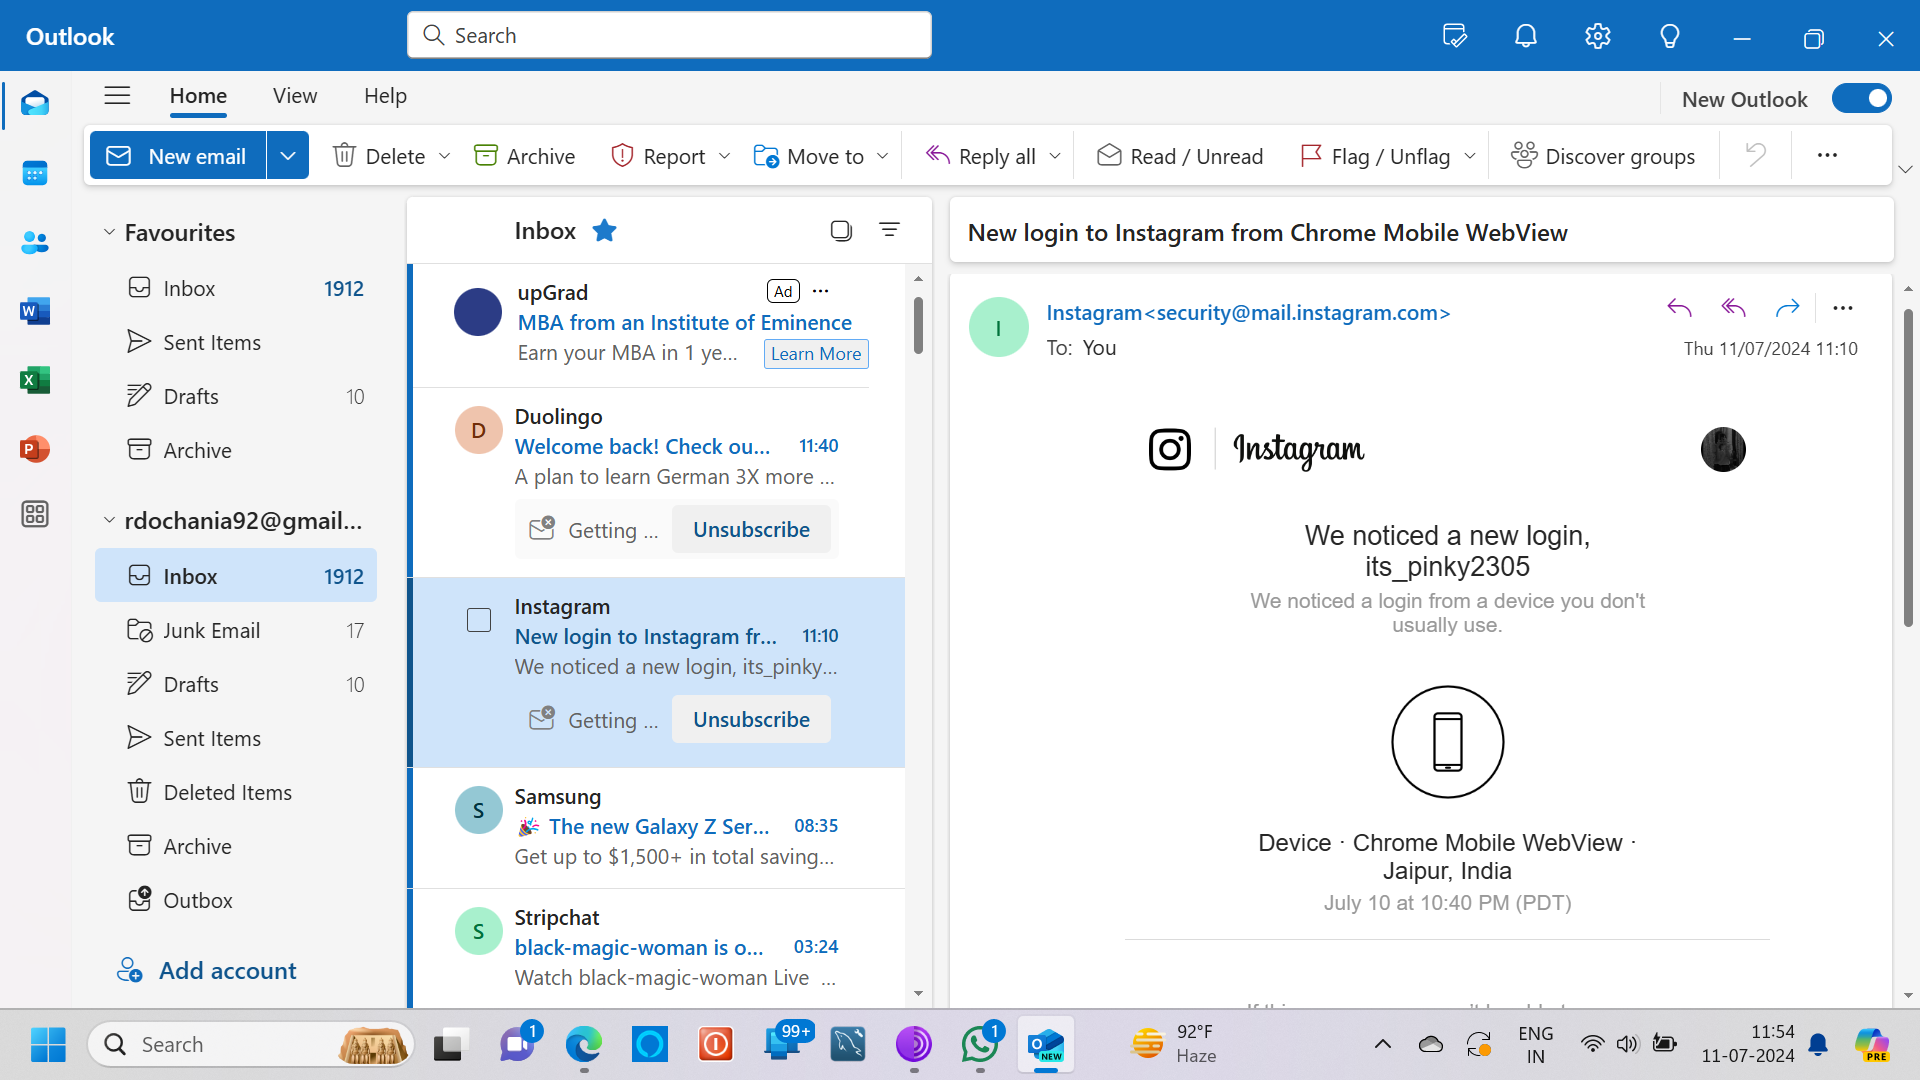 Outlook
Search
Home
View
Help
New Outlook
New email
Delete
Archive
Report
Move to
Reply all
Read / Unread
Flag / Unflag
Discover groups
Favourites
Inbox 1912
Sent Items
Drafts 10
Archive
rdochania92@gmail...
Inbox 1912
Junk Email 17
Drafts 10
Sent Items
Deleted Items
Archive
Outbox
Add account
Inbox
upGrad Ad
MBA from an Institute of Eminence
Earn your MBA in 1 ye... Learn More
D
Duolingo
Welcome back! Check ou... 11:40
A plan to learn German 3X more ...
Getting ... Unsubscribe
Instagram
New login to Instagram fr... 11:10
We noticed a new login, its_pinky...
Getting ... Unsubscribe
S
Samsung
🎉 The new Galaxy Z Ser... 08:35
Get up to $1,500+ in total saving...
S
Stripchat
black-magic-woman is o... 03:24
Watch black-magic-woman Live ...
New login to Instagram from Chrome Mobile WebView
I
Instagram<security@mail.instagram.com>
To: You
Thu 11/07/2024 11:10
Instagram
We noticed a new login,
its_pinky2305
We noticed a login from a device you don't
usually use.
Device · Chrome Mobile WebView ·
Jaipur, India
July 10 at 10:40 PM (PDT)
Search
1
99+
1
NEW
92°F
Haze
ENG
IN
11:54
11-07-2024
PRE